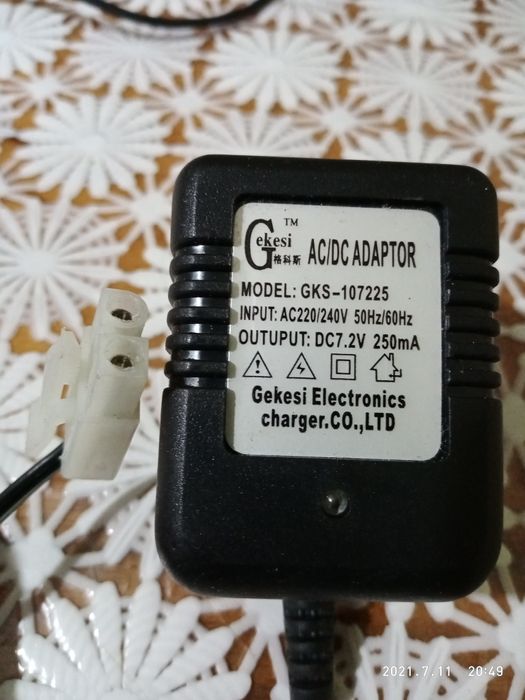 Gekesi TM
格科斯
AC/DC ADAPTOR
MODEL: GKS-107225
INPUT: AC220/240V 50Hz/60Hz
OUTUPUT: DC7.2V 250mA
Gekesi Electronics
charger.CO.,LTD
2021.7.11 20:49